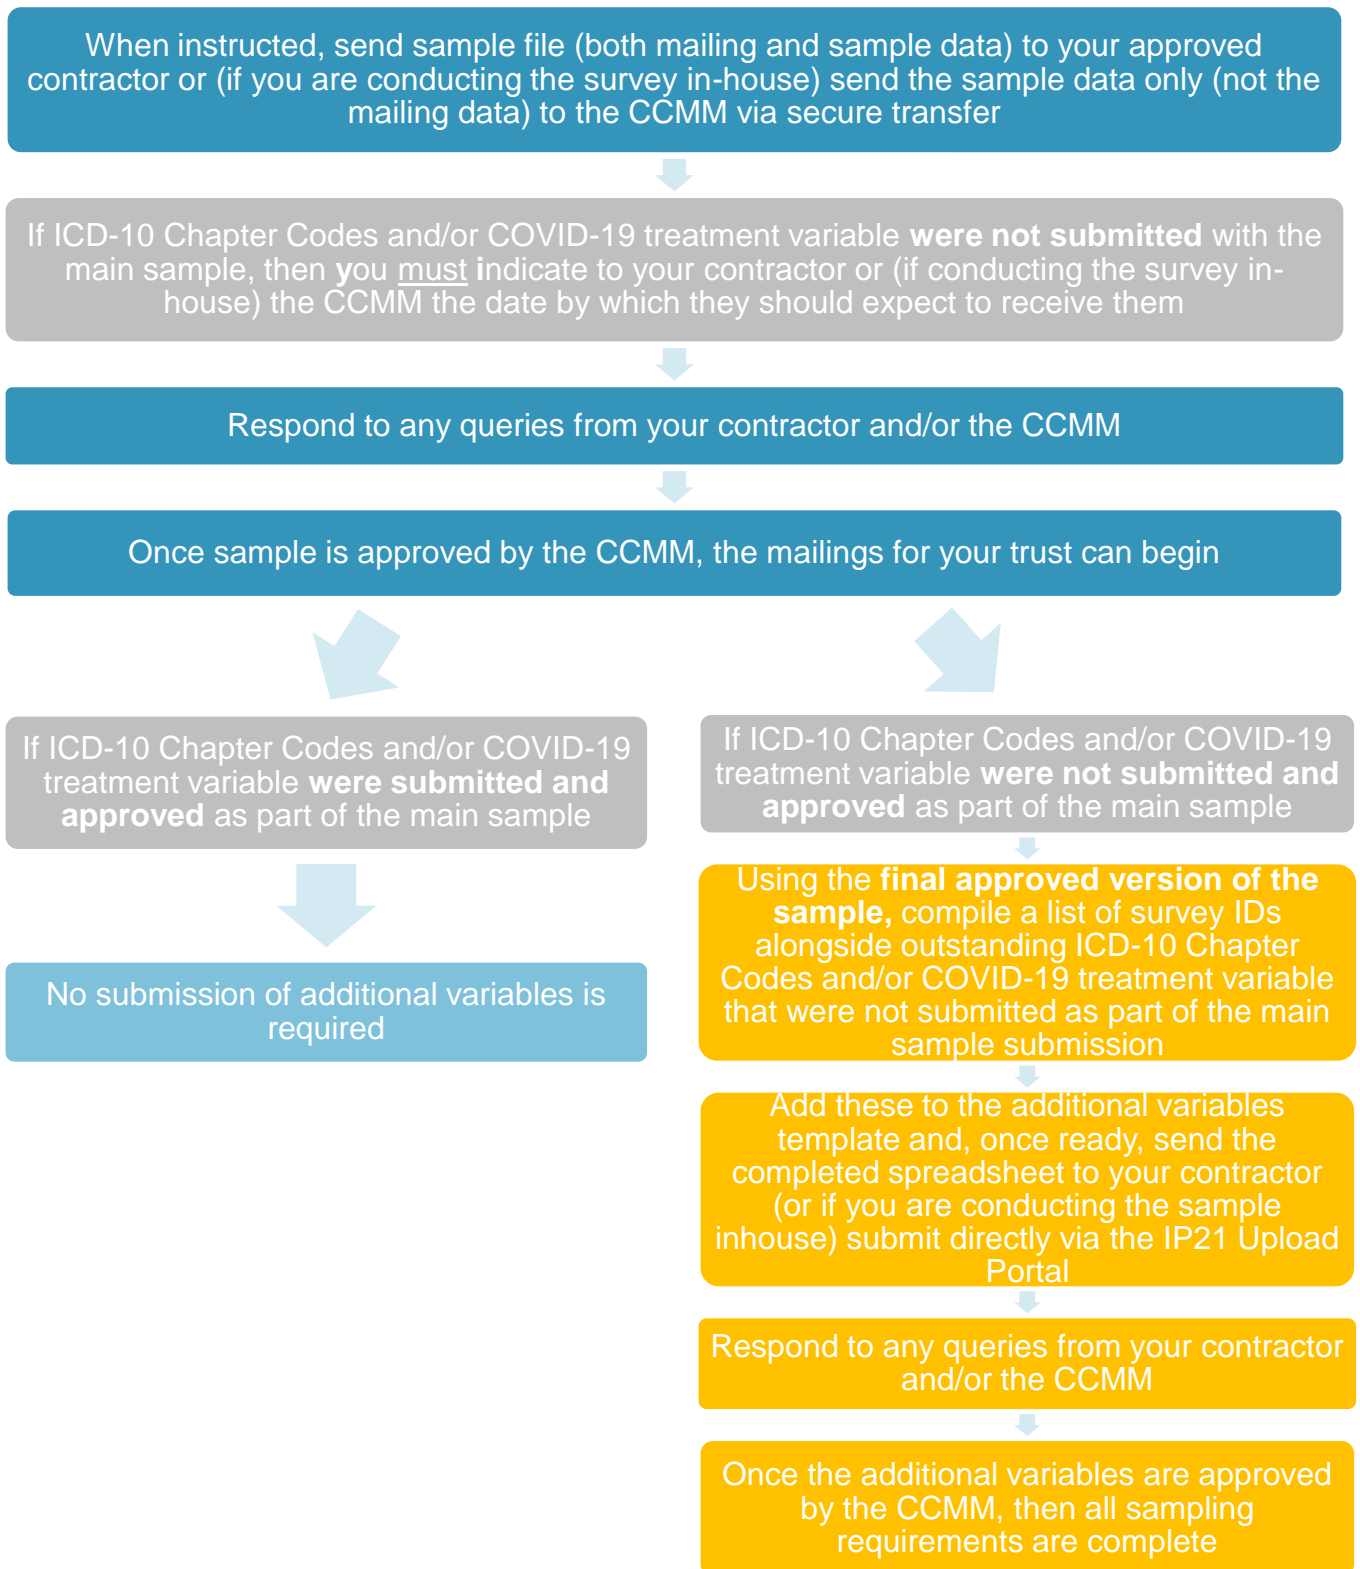 When instructed, send sample file (both mailing and sample data) to your approved
contractor or (if you are conducting the survey in-house) send the sample data only (not the
mailing data) to the CCMM via secure transfer
If ICD-10 Chapter Codes and/or COVID-19 treatment variable were not submitted with the
main sample, then you must indicate to your contractor or (if conducting the survey in-
house) the CCMM the date by which they should expect to receive them
Respond to any queries from your contractor and/or the CCMM
Once sample is approved by the CCMM, the mailings for your trust can begin
If ICD-10 Chapter Codes and/or COVID-19
treatment variable were submitted and
approved as part of the main sample
No submission of additional variables is
required
If ICD-10 Chapter Codes and/or COVID-19
treatment variable were not submitted and
approved as part of the main sample
Using the final approved version of the
sample, compile a list of survey IDs
alongside outstanding ICD-10 Chapter
Codes and/or COVID-19 treatment variable
that were not submitted as part of the main
sample submission
Add these to the additional variables
template and, once ready, send the
completed spreadsheet to your contractor
(or if you are conducting the sample
inhouse) submit directly via the IP21 Upload
Portal
Respond to any queries from your contractor
and/or the CCMM
Once the additional variables are approved
by the CCMM, then all sampling
requirements are complete